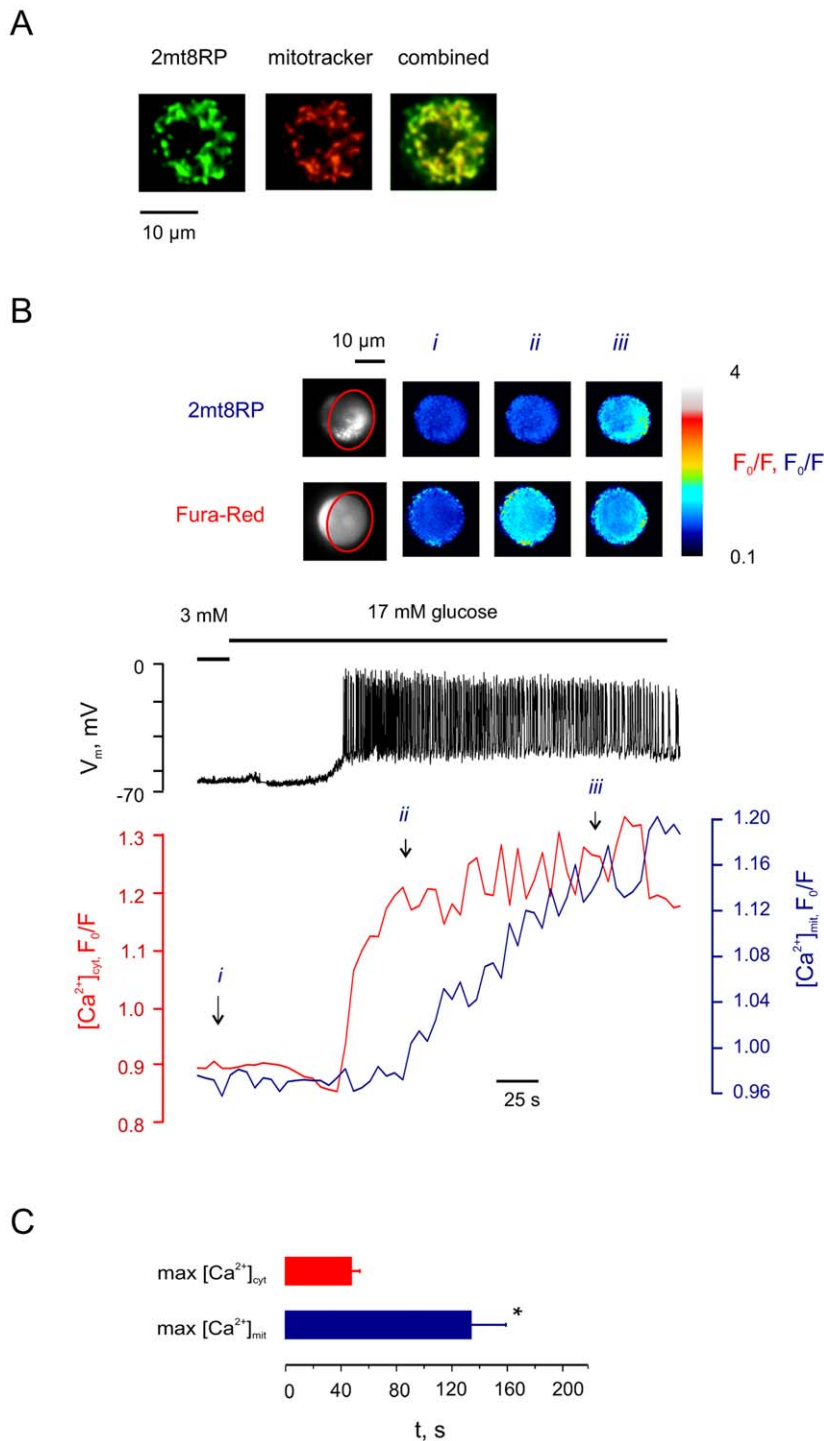 A
2mt8RP mitotracker combined
10 µm
B
10 µm i ii iii
2mt8RP
Fura-Red
4
F₀/F, F₀/F
0.1
3 mM 17 mM glucose
0
Vₘ, mV
-70
i
ii
iii
1.3
1.2
1.1
1.0
0.9
0.8
[Ca²⁺]cyt, F₀/F
1.20
1.16
1.12
1.08
1.04
1.00
0.96
[Ca²⁺]mit, F₀/F
25 s
C
max [Ca²⁺]cyt
max [Ca²⁺]mit *
0 40 80 120 160 200
t, s